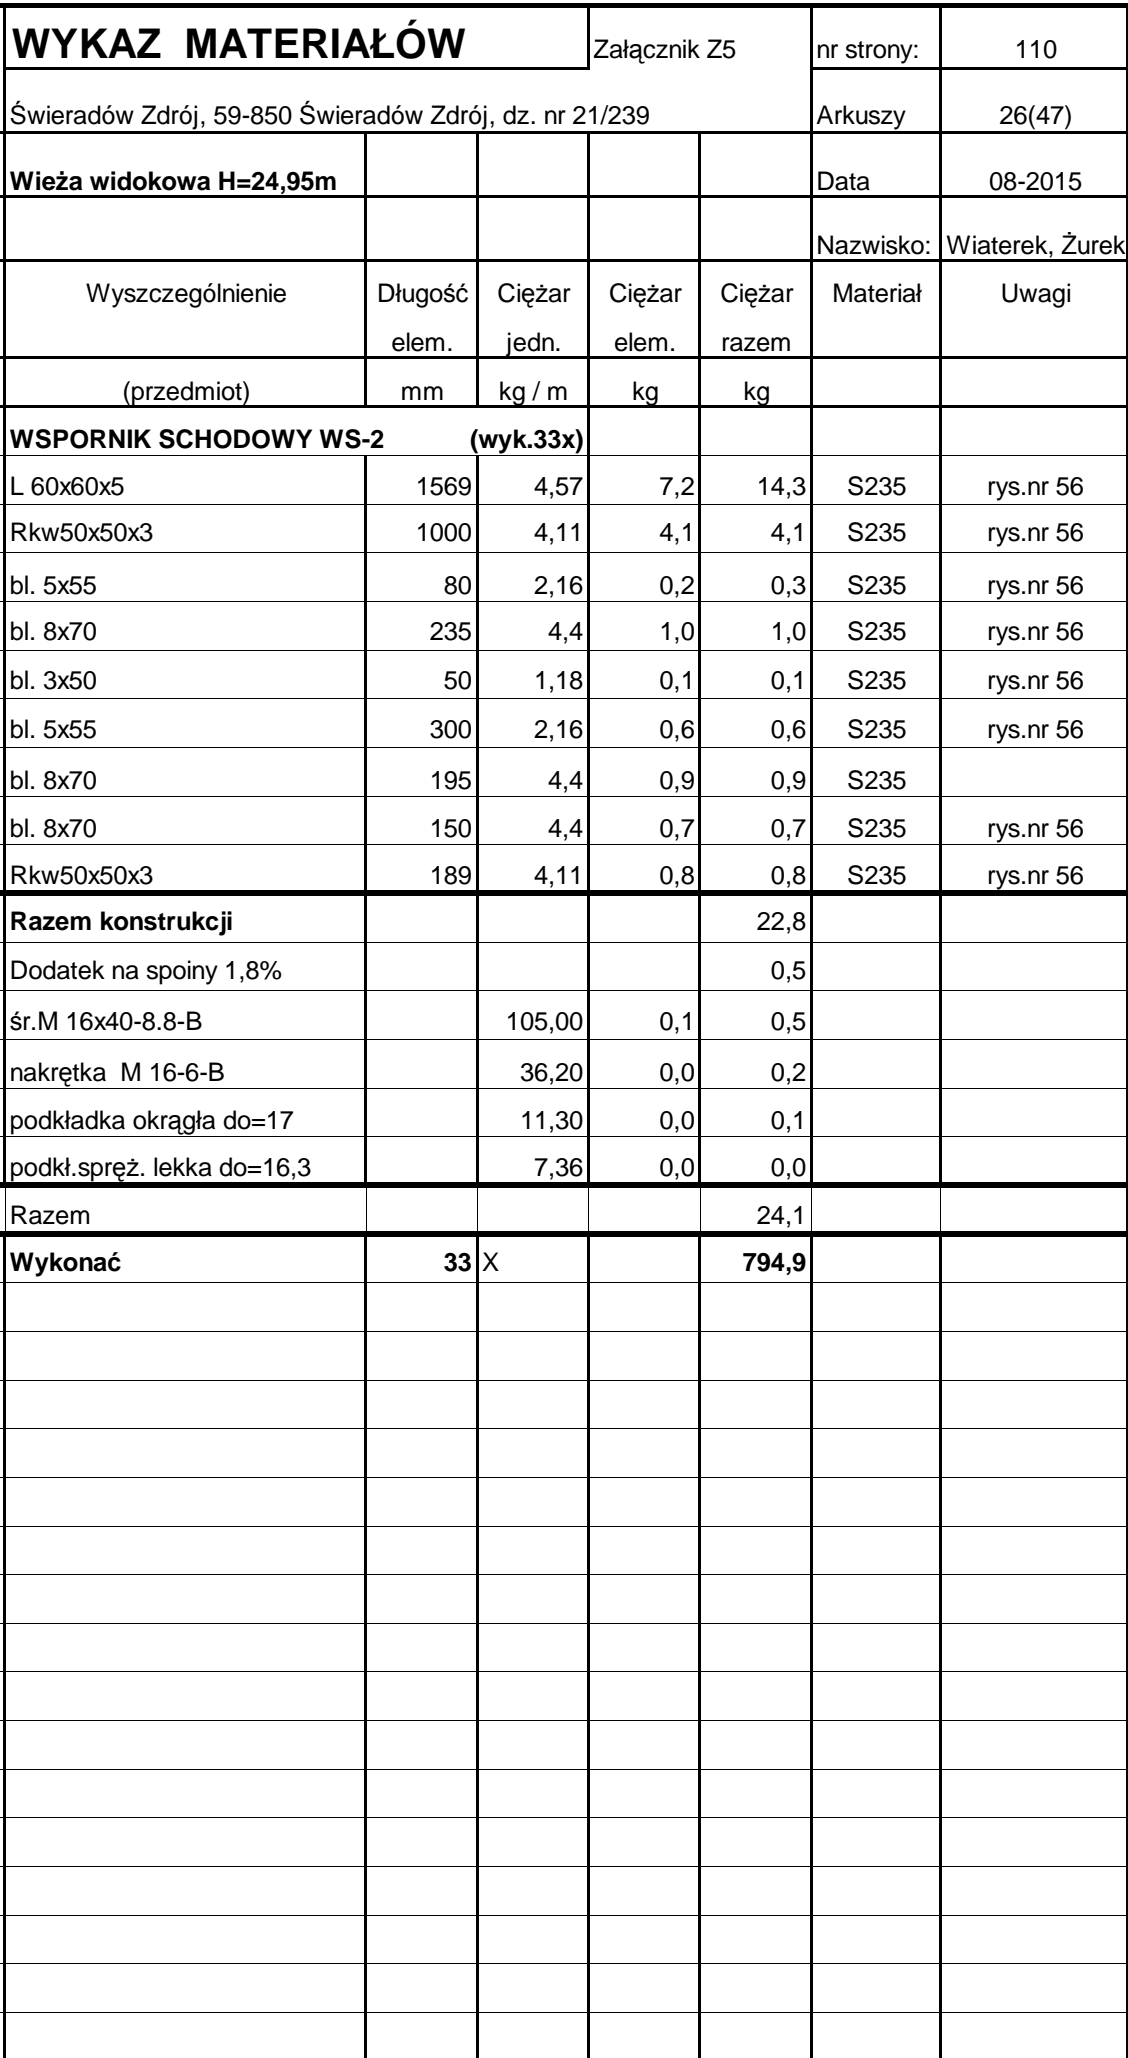 WYKAZ MATERIAŁÓW Załącznik Z5 nr strony: 110
Świeradów Zdrój, 59-850 Świeradów Zdrój, dz. nr 21/239 Arkuszy 26(47)
Wieża widokowa H=24,95m Data 08-2015
Nazwisko: Wiaterek, Żurek
Wyszczególnienie Długość Ciężar Ciężar Ciężar Materiał Uwagi
elem. jedn. elem. razem
(przedmiot) mm kg / m kg kg
WSPORNIK SCHODOWY WS-2 (wyk.33x)
L 60x60x5 1569 4,57 7,2 14,3 S235 rys.nr 56
Rkw50x50x3 1000 4,11 4,1 4,1 S235 rys.nr 56
bl. 5x55 80 2,16 0,2 0,3 S235 rys.nr 56
bl. 8x70 235 4,4 1,0 1,0 S235 rys.nr 56
bl. 3x50 50 1,18 0,1 0,1 S235 rys.nr 56
bl. 5x55 300 2,16 0,6 0,6 S235 rys.nr 56
bl. 8x70 195 4,4 0,9 0,9 S235
bl. 8x70 150 4,4 0,7 0,7 S235 rys.nr 56
Rkw50x50x3 189 4,11 0,8 0,8 S235 rys.nr 56
Razem konstrukcji 22,8
Dodatek na spoiny 1,8% 0,5
śr.M 16x40-8.8-B 105,00 0,1 0,5
nakrętka M 16-6-B 36,20 0,0 0,2
podkładka okrągła do=17 11,30 0,0 0,1
podkł.spręż. lekka do=16,3 7,36 0,0 0,0
Razem 24,1
Wykonać 33 X 794,9